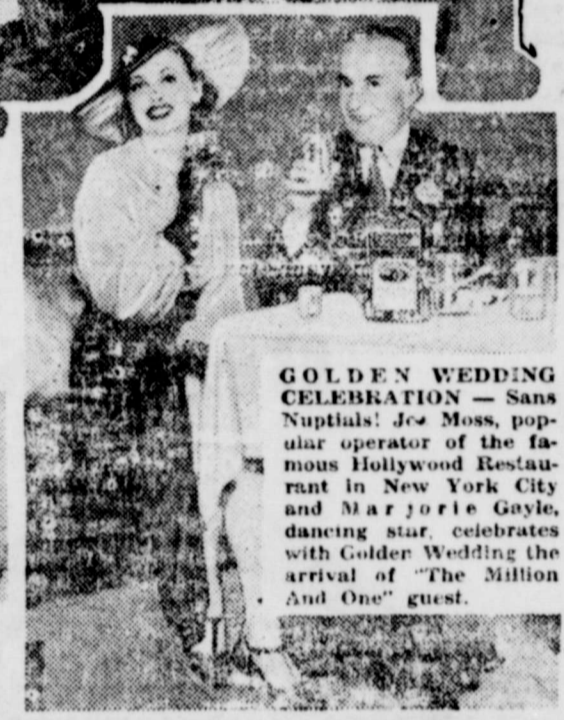 GOLDEN WEDDING
CELEBRATION — Sans
Nuptials! Joe Moss, pop-
ular operator of the fa-
mous Hollywood Restau-
rant in New York City
and Marjorie Gayle,
dancing star, celebrates
with Golden Wedding the
arrival of "The Million
And One" guest.